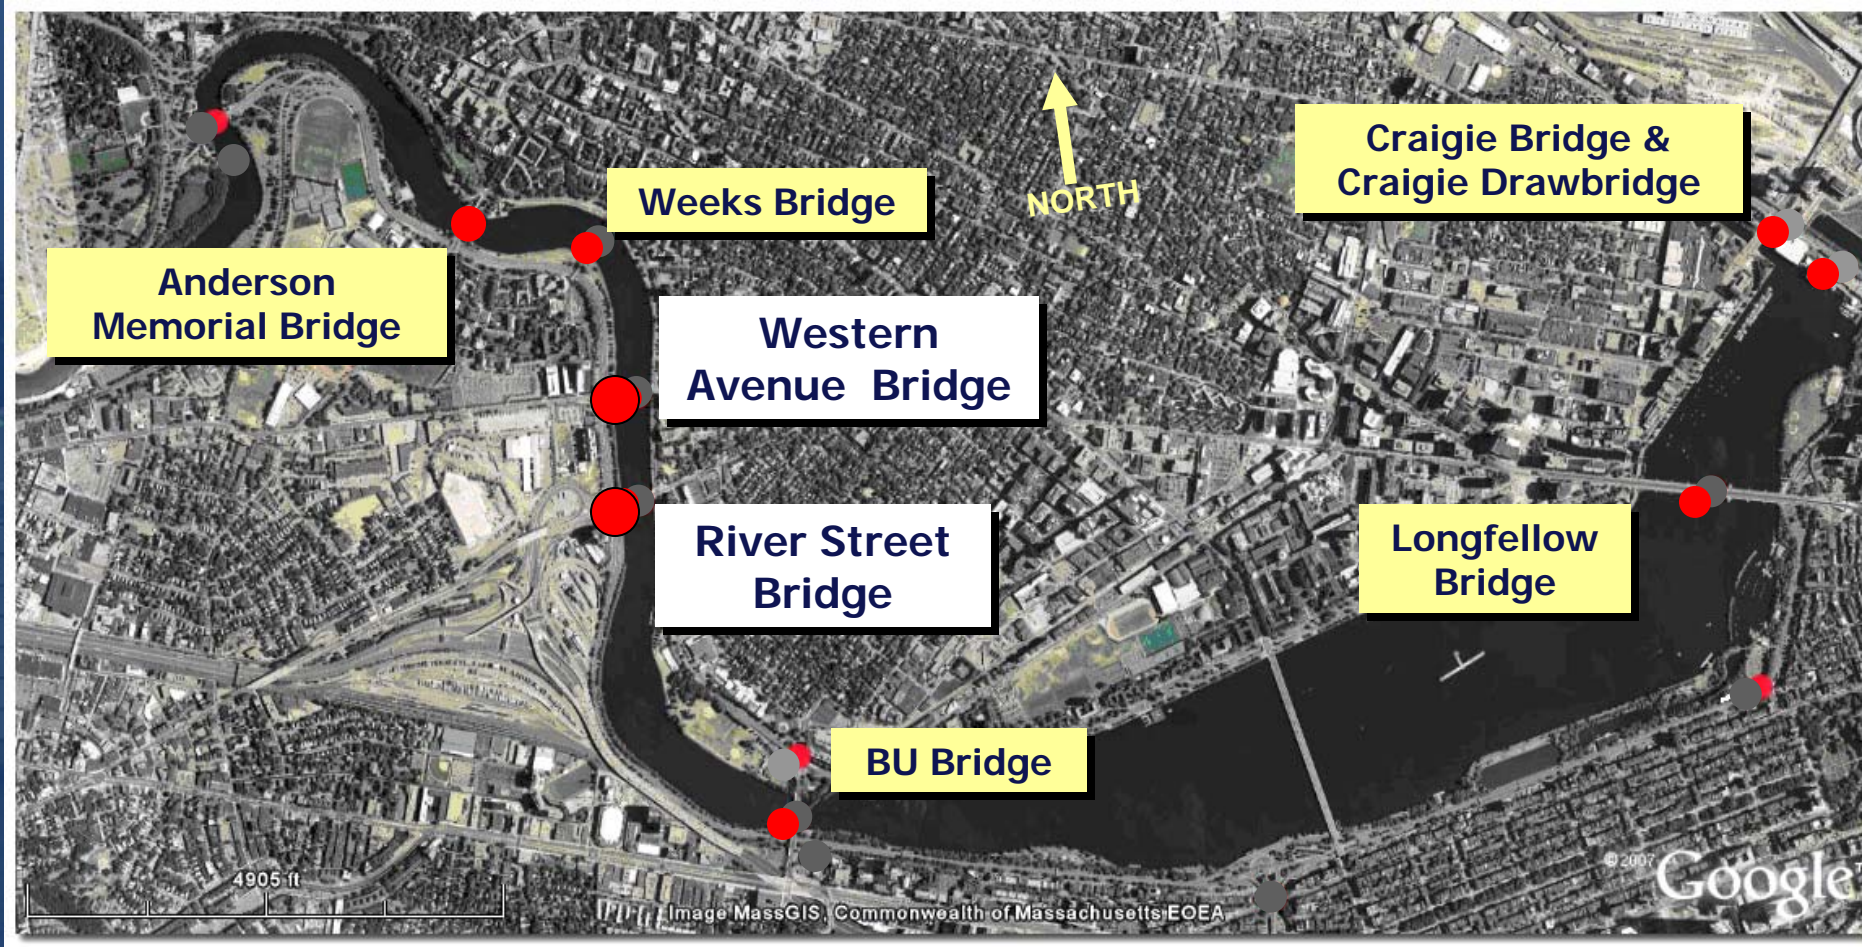 NORTH
Craigie Bridge &
Craigie Drawbridge
Weeks Bridge
Anderson
Memorial Bridge
Western
Avenue Bridge
River Street
Bridge
Longfellow
Bridge
BU Bridge
4905 ft
Image MassGIS, Commonwealth of Massachusetts EOEA
©2007
Google